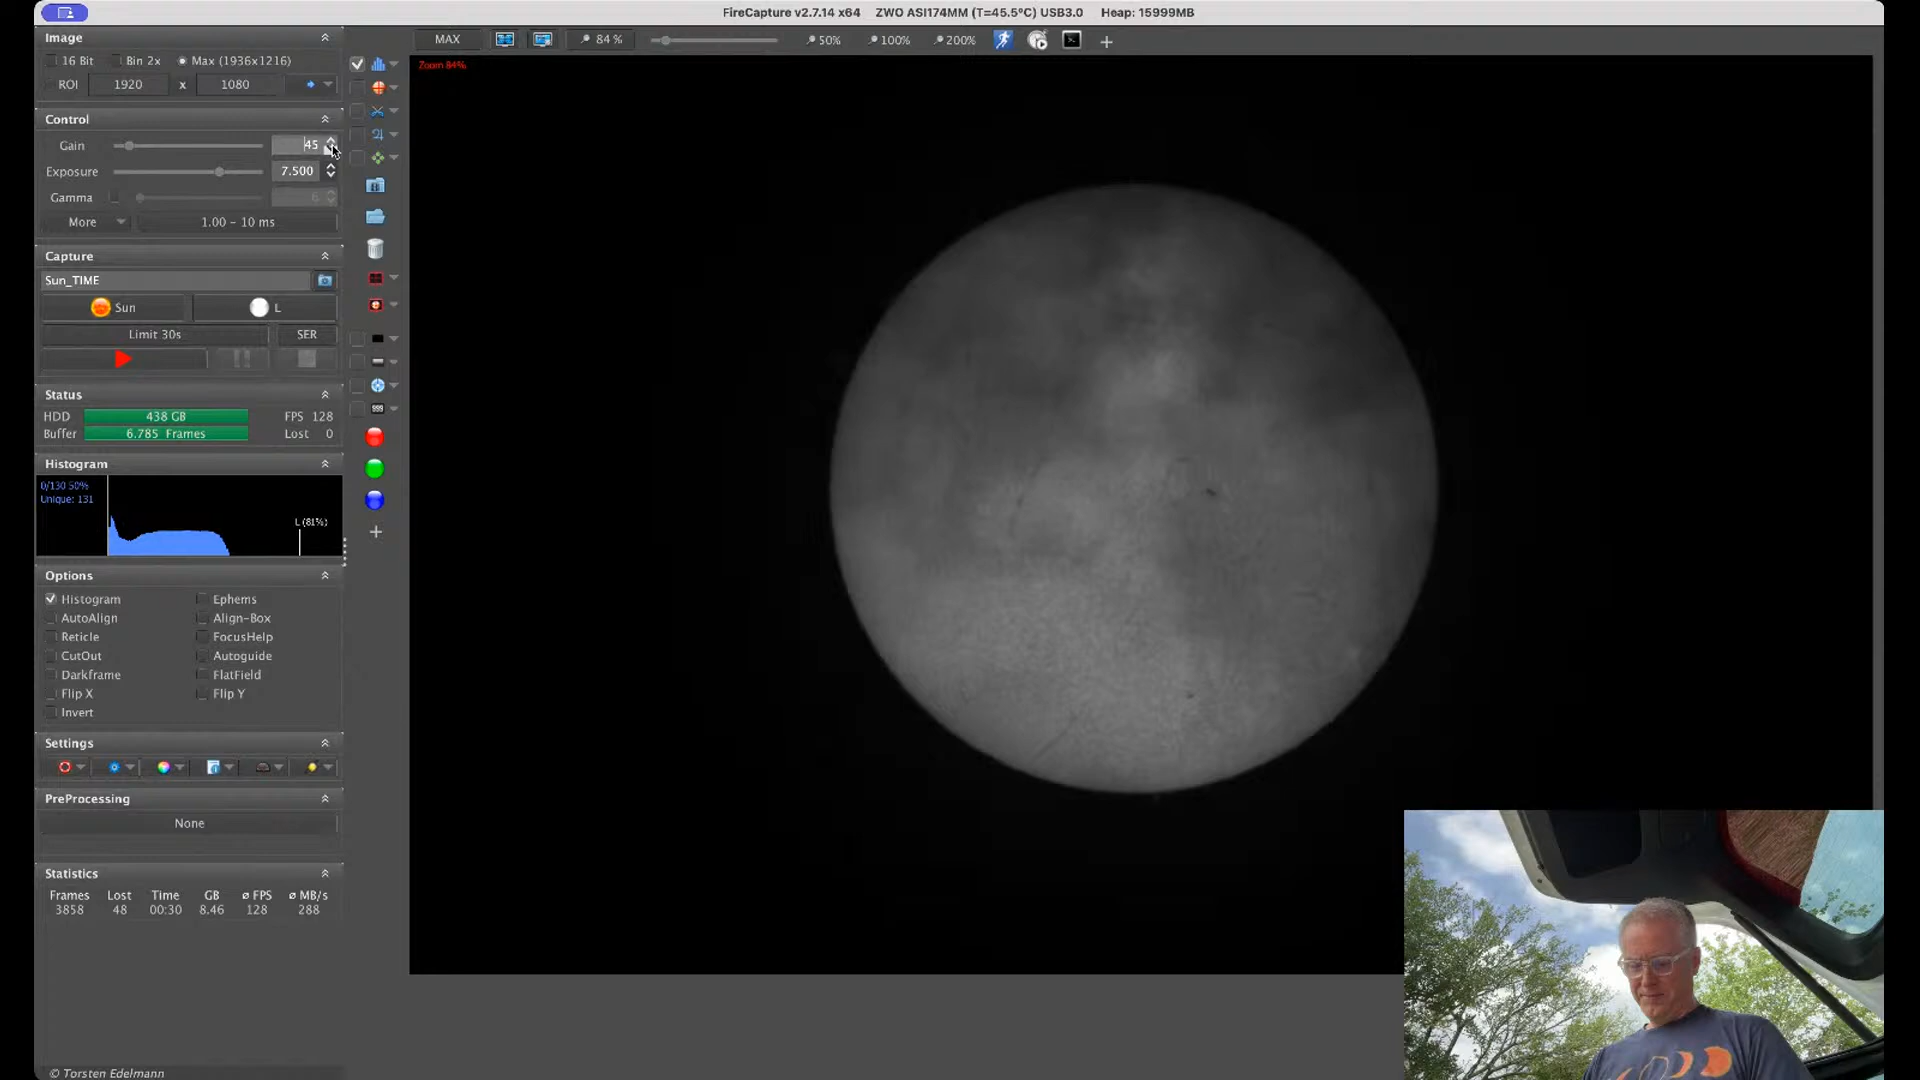 FireCapture v2.7.14 x64 ZWO ASI174MM (T=45.5°C) USB3.0 Heap: 15999MB
Image
16 Bit Bin 2x Max (1936x1216)
ROI 1920 x 1080
Control
Gain 45
Exposure 7.500
Gamma 6
More 1.00 - 10 ms
Capture
Sun_TIME
Sun L
Limit 30s SER
Status
HDD 438 GB FPS 128
Buffer 6.785 Frames Lost 0
Histogram
0/130 50%
Unique: 131
L (81%)
Options
Histogram Ephems
AutoAlign Align-Box
Reticle FocusHelp
CutOut Autoguide
Darkframe FlatField
Flip X Flip Y
Invert
Settings
PreProcessing
None
Statistics
Frames Lost Time GB ø FPS ø MB/s
3858 48 00:30 8.46 128 288
© Torsten Edelmann
MAX 84 % 50% 100% 200%
Zoom 84%
999